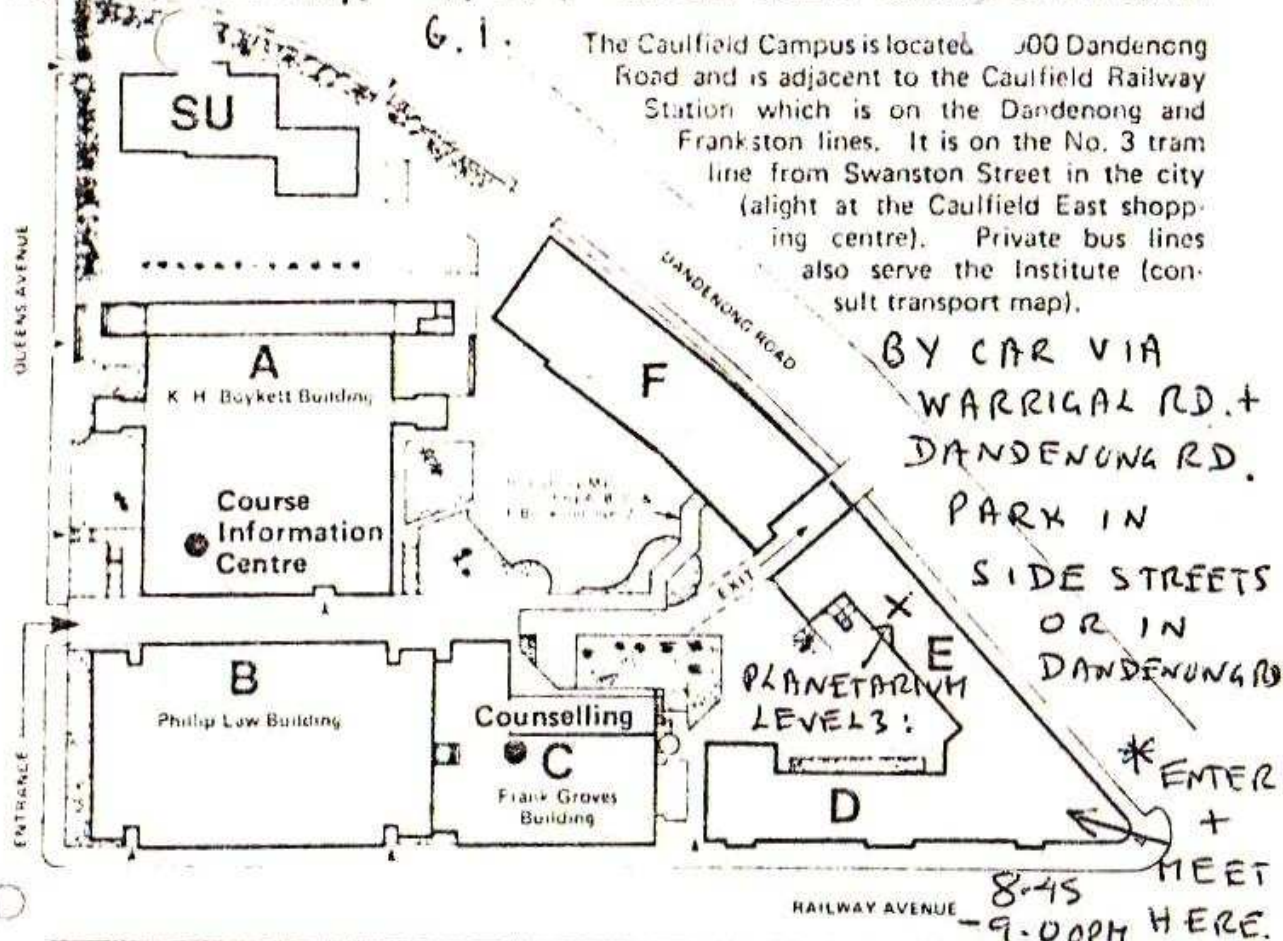 G.I.
The Caulfield Campus is located 00 Dandenong
Road and is adjacent to the Caulfield Railway
Station which is on the Dandenong and
Frankston lines. It is on the No. 3 tram
line from Swanston Street in the city
(alight at the Caulfield East shopp-
ing centre). Private bus lines
also serve the Institute (con-
sult transport map).
BY CAR VIA
WARRIGAL RD. +
DANDENONG RD.
PARK IN
SIDE STREETS
OR IN
DANDENONG RD
* ENTER
+
MEET
HERE.
8-45
-9.00PM
SU
QUEENS AVENUE
DANDENONG ROAD
A
K H Boykett Building
Course
Information
Centre
F
EXIT
E
X
PLANETARIUM
LEVEL 3:
ENTRANCE
B
Phillip Law Building
Counselling
C
Frank Groves
Building
D
RAILWAY AVENUE